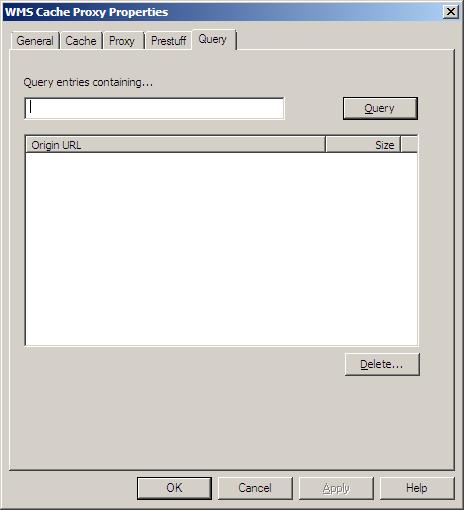 WMS Cache Proxy Properties
General Cache Proxy Prestuff Query
Query entries containing...
Query
Origin URL Size
Delete...
OK Cancel Apply Help